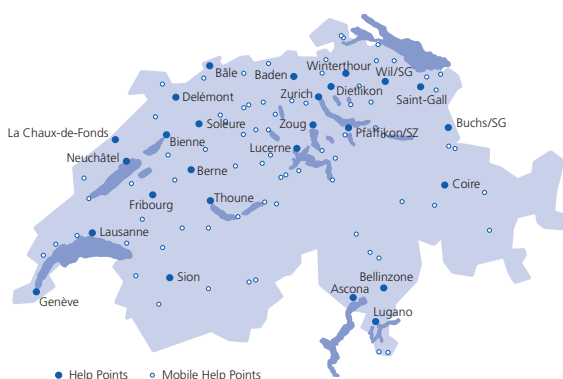 Bâle
Baden
Winterthour
Wil/SG
Dietikon
Delémont
Zurich
Saint-Gall
Soleure
Zoug
Buchs/SG
La Chaux-de-Fonds
Bienne
Pfäffikon/SZ
Lucerne
Neuchâtel
Berne
Coire
Fribourg
Thoune
Lausanne
Sion
Bellinzone
Ascona
Genève
Lugano
Help Points Mobile Help Points